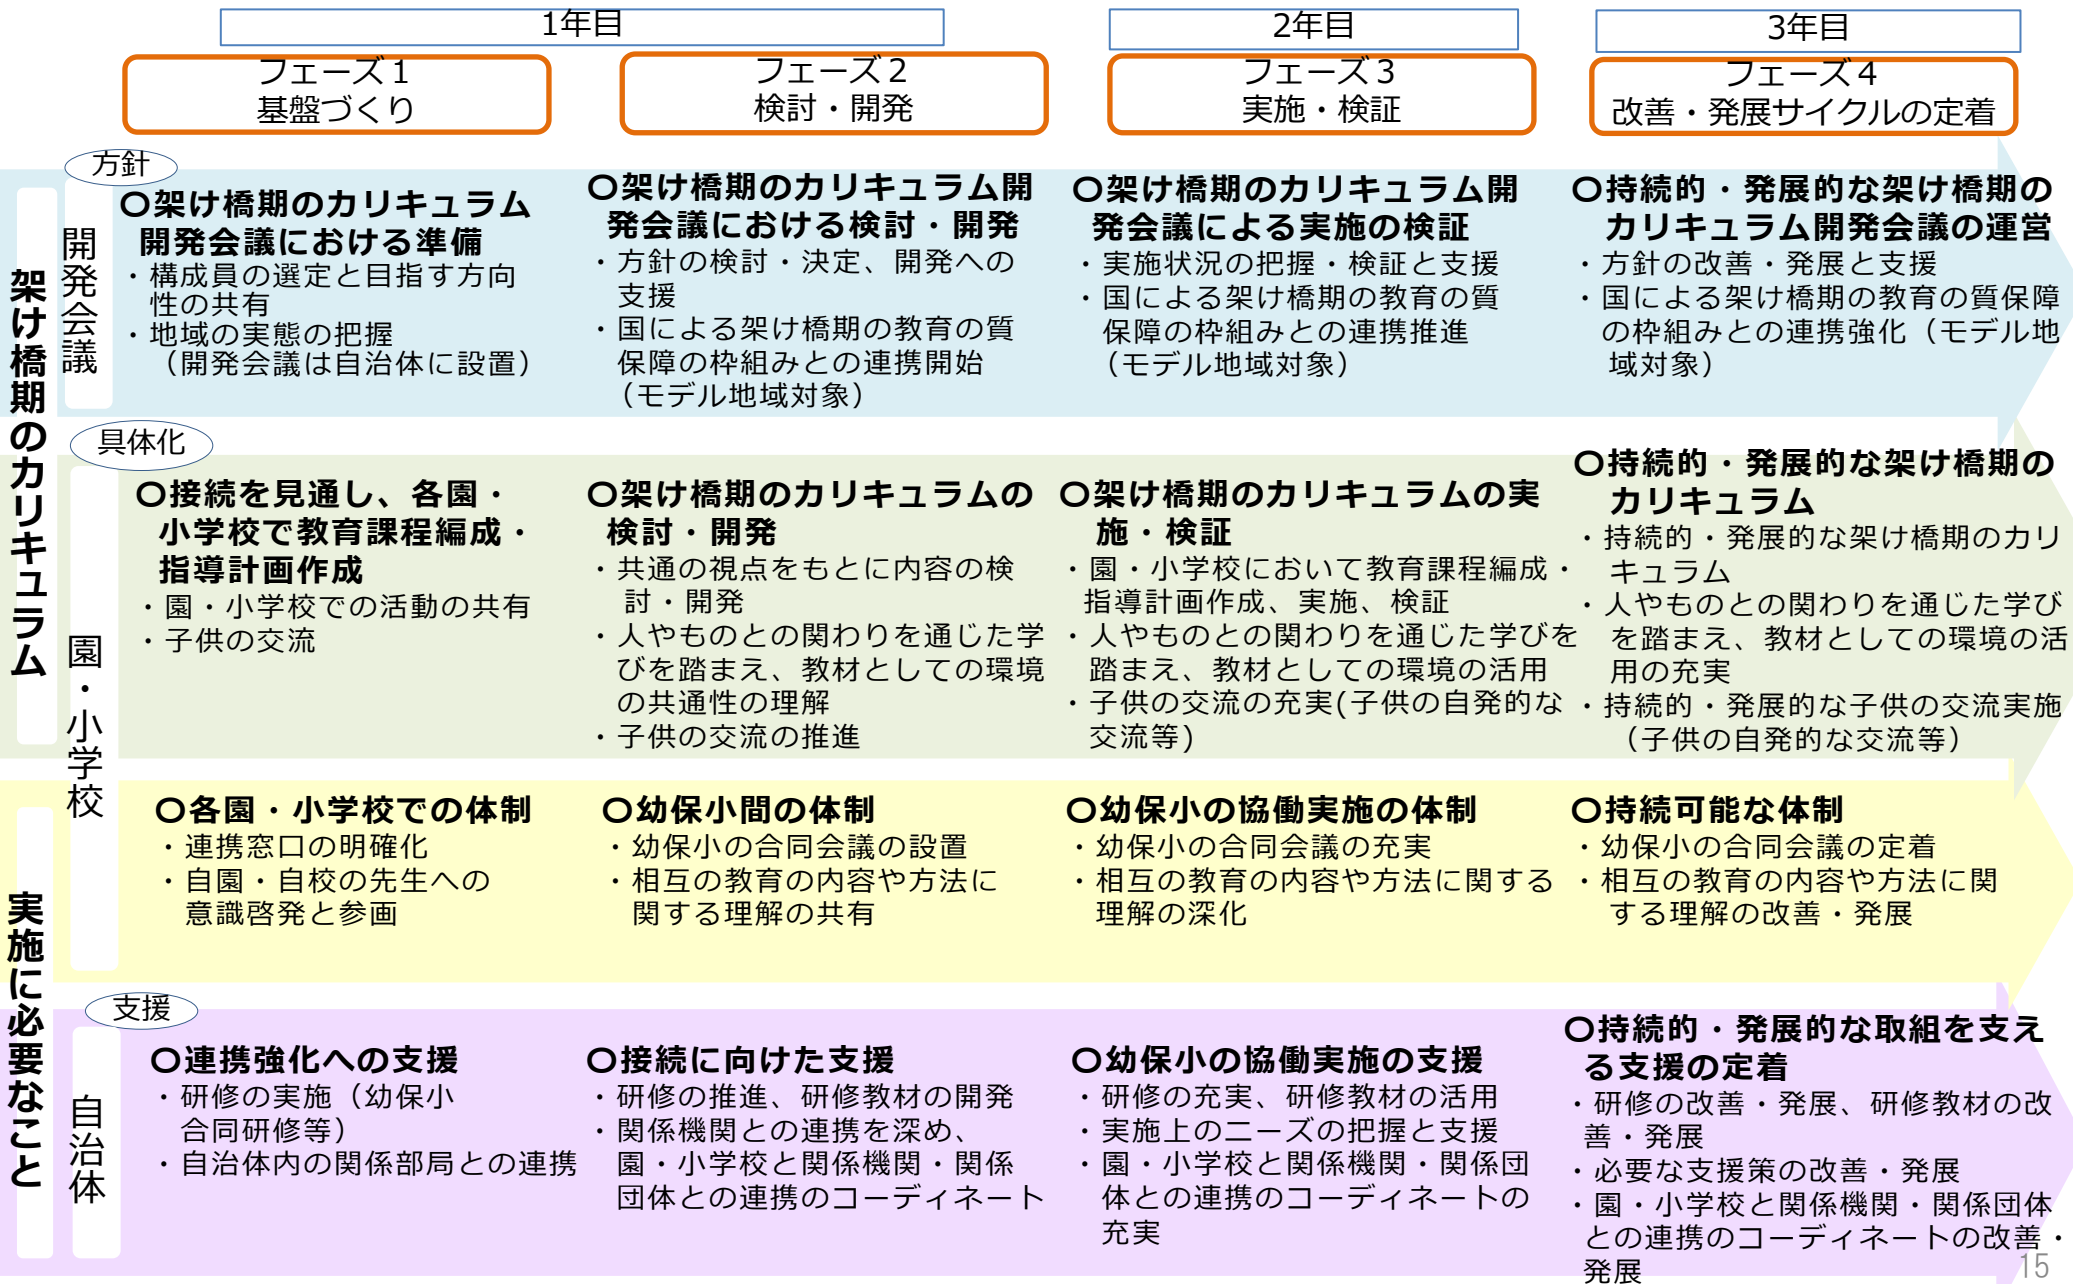 1年目
2年目
3年目
フェーズ１
基盤づくり
フェーズ２
検討・開発
フェーズ３
実施・検証
フェーズ４
改善・発展サイクルの定着
架け橋期のカリキュラム
方針
開発会議
〇架け橋期のカリキュラム
開発会議における準備
・構成員の選定と目指す方向
性の共有
・地域の実態の把握
（開発会議は自治体に設置）
〇架け橋期のカリキュラム開
発会議における検討・開発
・方針の検討・決定、開発への
支援
・国による架け橋期の教育の質
保障の枠組みとの連携開始
（モデル地域対象）
〇架け橋期のカリキュラム開
発会議による実施の検証
・実施状況の把握・検証と支援
・国による架け橋期の教育の質
保障の枠組みとの連携推進
（モデル地域対象）
〇持続的・発展的な架け橋期の
カリキュラム開発会議の運営
・方針の改善・発展と支援
・国による架け橋期の教育の質保障
の枠組みとの連携強化（モデル地
域対象）
具体化
園・小学校
〇接続を見通し、各園・
小学校で教育課程編成・
指導計画作成
・園・小学校での活動の共有
・子供の交流
〇架け橋期のカリキュラムの
検討・開発
・共通の視点をもとに内容の検
討・開発
・人やものとの関わりを通じた学
びを踏まえ、教材としての環境
の共通性の理解
・子供の交流の推進
〇架け橋期のカリキュラムの実
施・検証
・園・小学校において教育課程編成・
指導計画作成、実施、検証
・人やものとの関わりを通じた学びを
踏まえ、教材としての環境の活用
・子供の交流の充実(子供の自発的な
交流等)
〇持続的・発展的な架け橋期の
カリキュラム
・持続的・発展的な架け橋期のカリ
キュラム
・人やものとの関わりを通じた学び
を踏まえ、教材としての環境の活
用の充実
・持続的・発展的な子供の交流実施
（子供の自発的な交流等）
実施に必要なこと
〇各園・小学校での体制
・連携窓口の明確化
・自園・自校の先生への
意識啓発と参画
〇幼保小間の体制
・幼保小の合同会議の設置
・相互の教育の内容や方法に
関する理解の共有
〇幼保小の協働実施の体制
・幼保小の合同会議の充実
・相互の教育の内容や方法に関する
理解の深化
〇持続可能な体制
・幼保小の合同会議の定着
・相互の教育の内容や方法に関
する理解の改善・発展
支援
自治体
〇連携強化への支援
・研修の実施（幼保小
合同研修等）
・自治体内の関係部局との連携
〇接続に向けた支援
・研修の推進、研修教材の開発
・関係機関との連携を深め、
園・小学校と関係機関・関係
団体との連携のコーディネート
〇幼保小の協働実施の支援
・研修の充実、研修教材の活用
・実施上のニーズの把握と支援
・園・小学校と関係機関・関係団
体との連携のコーディネートの
充実
〇持続的・発展的な取組を支え
る支援の定着
・研修の改善・発展、研修教材の改
善・発展
・必要な支援策の改善・発展
・園・小学校と関係機関・関係団体
との連携のコーディネートの改善・
発展
15